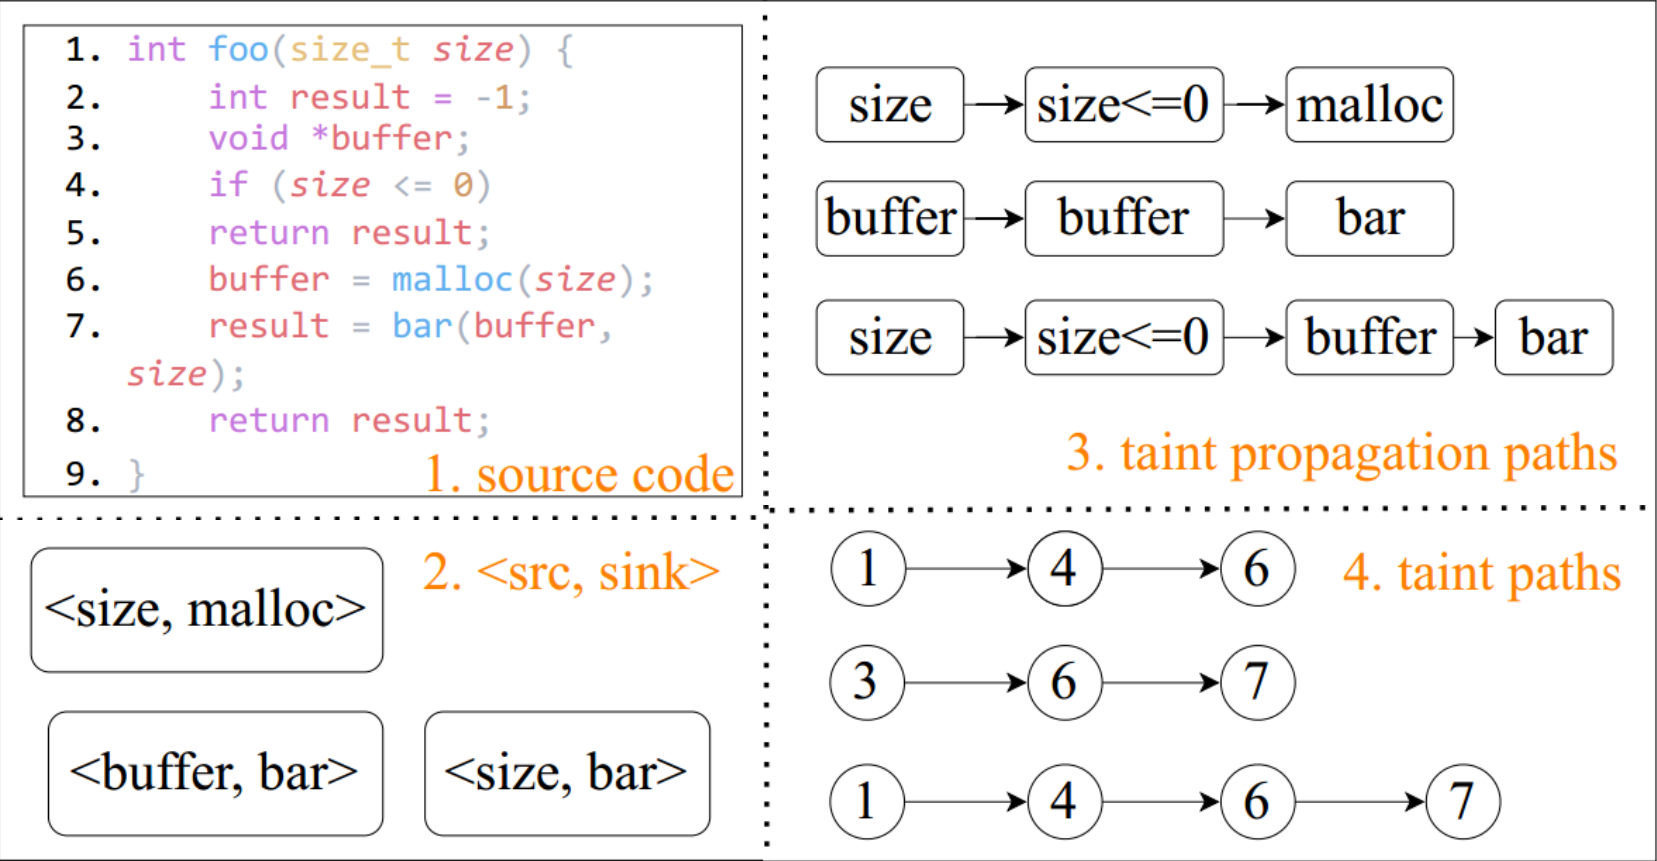 1. int foo(size_t size) {
2. int result = -1;
3. void *buffer;
4. if (size <= 0)
5. return result;
6. buffer = malloc(size);
7. result = bar(buffer,
size);
8. return result;
9. }
1. source code
2. <src, sink>
<size, malloc>
<buffer, bar> <size, bar>
size size<=0 malloc
buffer buffer bar
size size<=0 buffer bar
3. taint propagation paths
1 4 6
4. taint paths
3 6 7
1 4 6 7